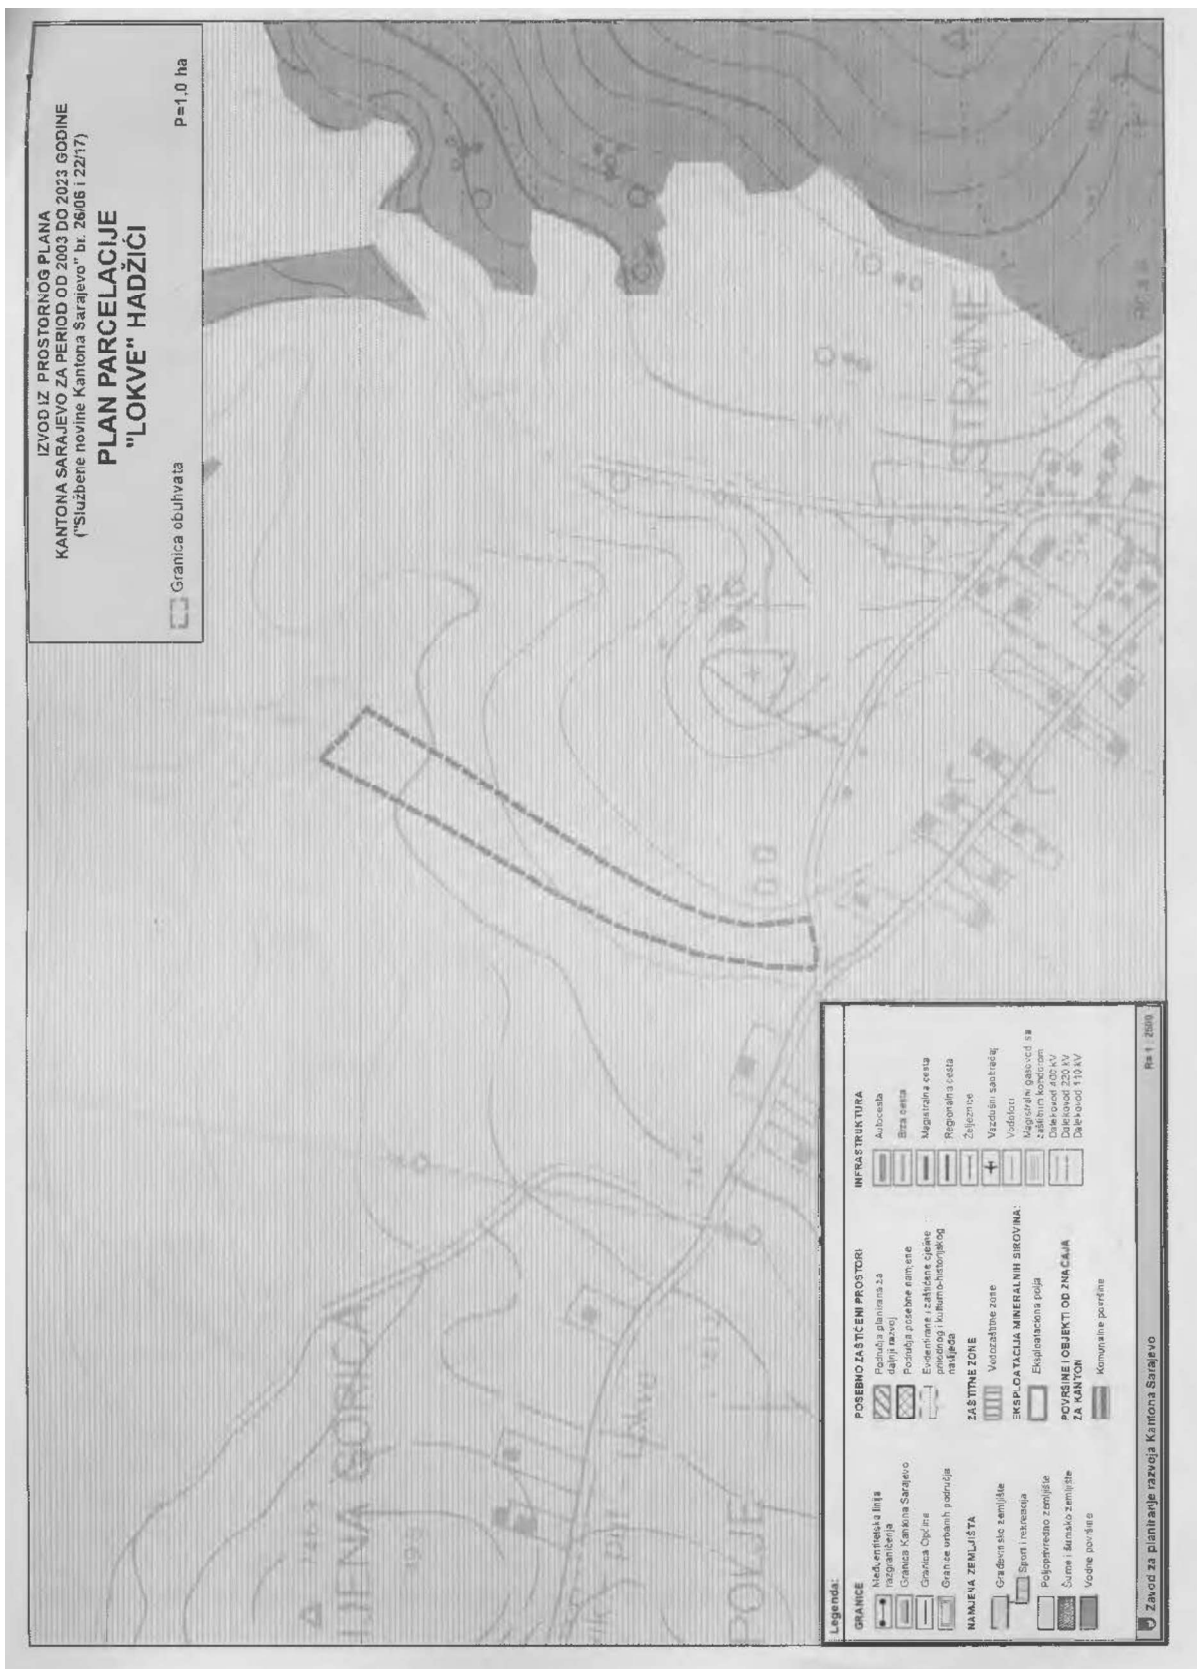 IZVOD IZ PROSTORNOG PLANA
KANTONA SARAJEVO ZA PERIOD OD 2003 DO 2023 GODINE
("Službene novine Kantona Sarajevo" br. 26/06 i 22/17)
PLAN PARCELACIJE
"LOKVE" HADŽIĆI
Granica obuhvata
P=1,0 ha
STRANE
Legenda:
GRANICE
Međuentitetska linija
razgraničenja
Granica Kantona Sarajevo
Granica Općine
Granice urbanih područja
NAMJENA ZEMLJIŠTA
Građevinsko zemljište
Sport i rekreacija
Poljoprivredno zemljište
Šume i šumsko zemljište
Vodne površine
POSEBNO ZAŠTIĆENI PROSTORI
Područja planirana za
daljnji razvoj
Područja posebne namjene
Evidentirane i zaštićene cjeline
prirodnog i kulturno-historijskog
naslijeđa
ZAŠTITNE ZONE
Vodozaštitne zone
EKSPLOATACIJA MINERALNIH SIROVINA:
Eksploataciona polja
POVRŠINE I OBJEKTI OD ZNAČAJA
ZA KANTON
Komunalne površine
INFRASTRUKTURA
Autocesta
Brza cesta
Magistralna cesta
Regionalna cesta
Željeznice
Vazdušni saobraćaj
Vodotoci
Magistralni gasovod sa
zaštitnim koridorom
Dalekovod 400 kV
Dalekovod 220 kV
Dalekovod 110 kV
Zavod za planiranje razvoja Kantona Sarajevo
R= 1 : 2500